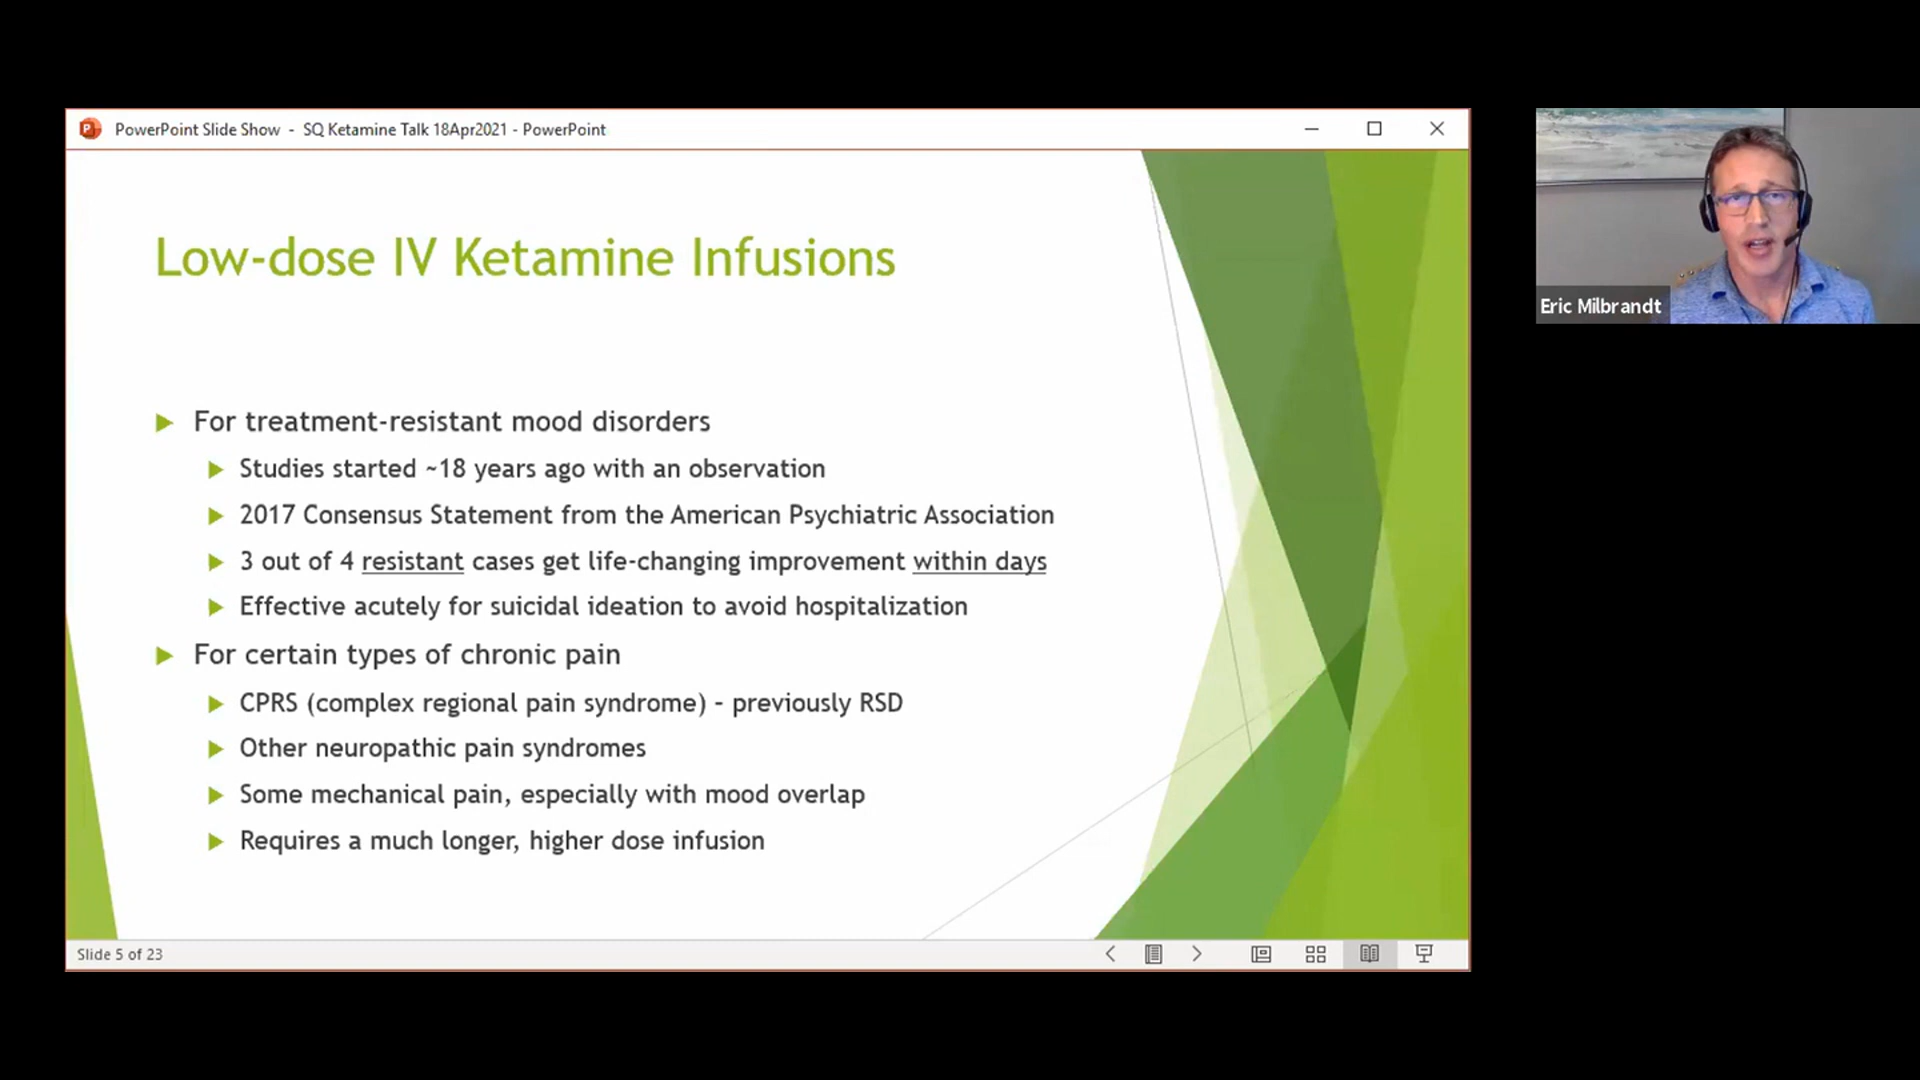 PowerPoint Slide Show - SQ Ketamine Talk 18Apr2021 - PowerPoint
Low-dose IV Ketamine Infusions
For treatment-resistant mood disorders
Studies started ~18 years ago with an observation
2017 Consensus Statement from the American Psychiatric Association
3 out of 4 resistant cases get life-changing improvement within days
Effective acutely for suicidal ideation to avoid hospitalization
For certain types of chronic pain
CPRS (complex regional pain syndrome) – previously RSD
Other neuropathic pain syndromes
Some mechanical pain, especially with mood overlap
Requires a much longer, higher dose infusion
Slide 5 of 23
Eric Milbrandt